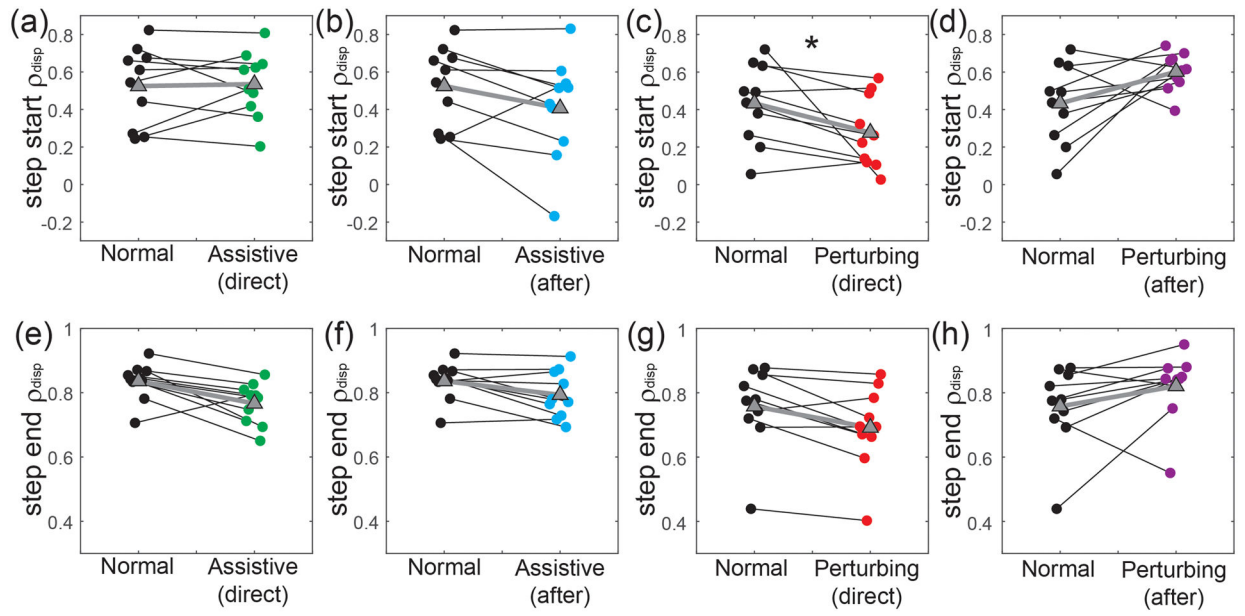 (a) (b) (c) (d)
step start ρdisp
0.8
0.6
0.4
0.2
0
-0.2
Normal Assistive
(direct)
step start ρdisp
0.8
0.6
0.4
0.2
0
-0.2
Normal Assistive
(after)
step start ρdisp
0.8
0.6
0.4
0.2
0
-0.2
*
Normal Perturbing
(direct)
step start ρdisp
0.8
0.6
0.4
0.2
0
-0.2
Normal Perturbing
(after)
(e) (f) (g) (h)
step end ρdisp
1
0.8
0.6
0.4
Normal Assistive
(direct)
step end ρdisp
1
0.8
0.6
0.4
Normal Assistive
(after)
step end ρdisp
1
0.8
0.6
0.4
Normal Perturbing
(direct)
step end ρdisp
1
0.8
0.6
0.4
Normal Perturbing
(after)